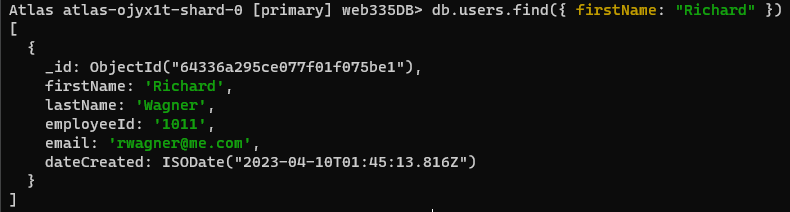 Atlas atlas-ojyx1t-shard-0 [primary] web335DB> db.users.find({ firstName: "Richard" })
[
  {
    _id: ObjectId("64336a295ce077f01f075be1"),
    firstName: 'Richard',
    lastName: 'Wagner',
    employeeId: '1011',
    email: 'rwagner@me.com',
    dateCreated: ISODate("2023-04-10T01:45:13.816Z")
  }
]